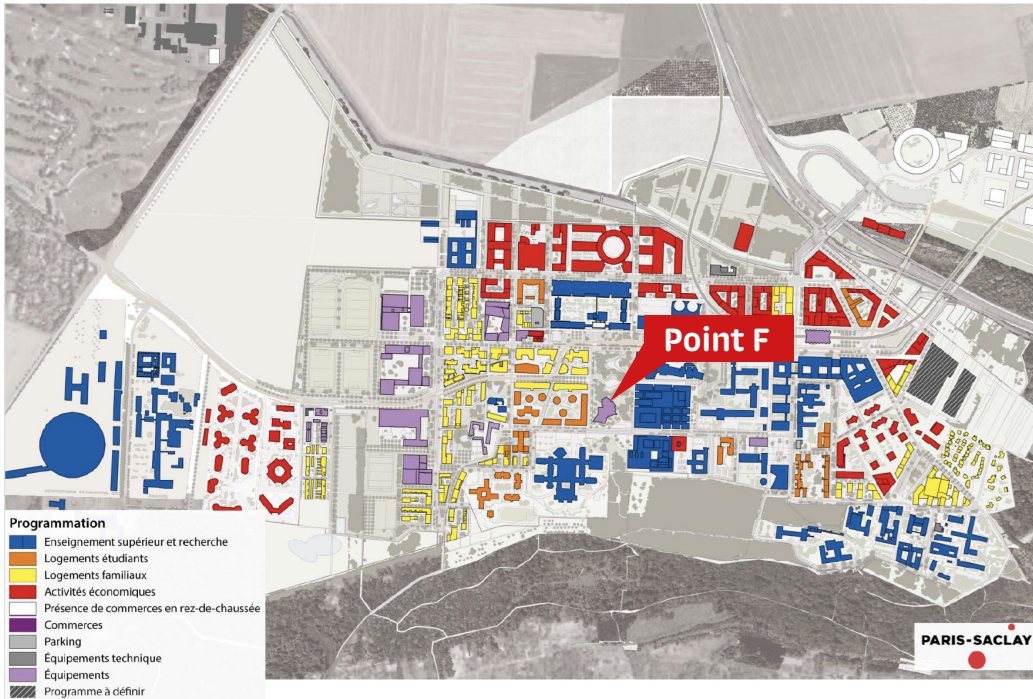 Point F
Programmation
Enseignement supérieur et recherche
Logements étudiants
Logements familiaux
Activités économiques
Présence de commerces en rez-de-chaussée
Commerces
Parking
Équipements technique
Équipements
Programme à définir
PARIS-SACLAY